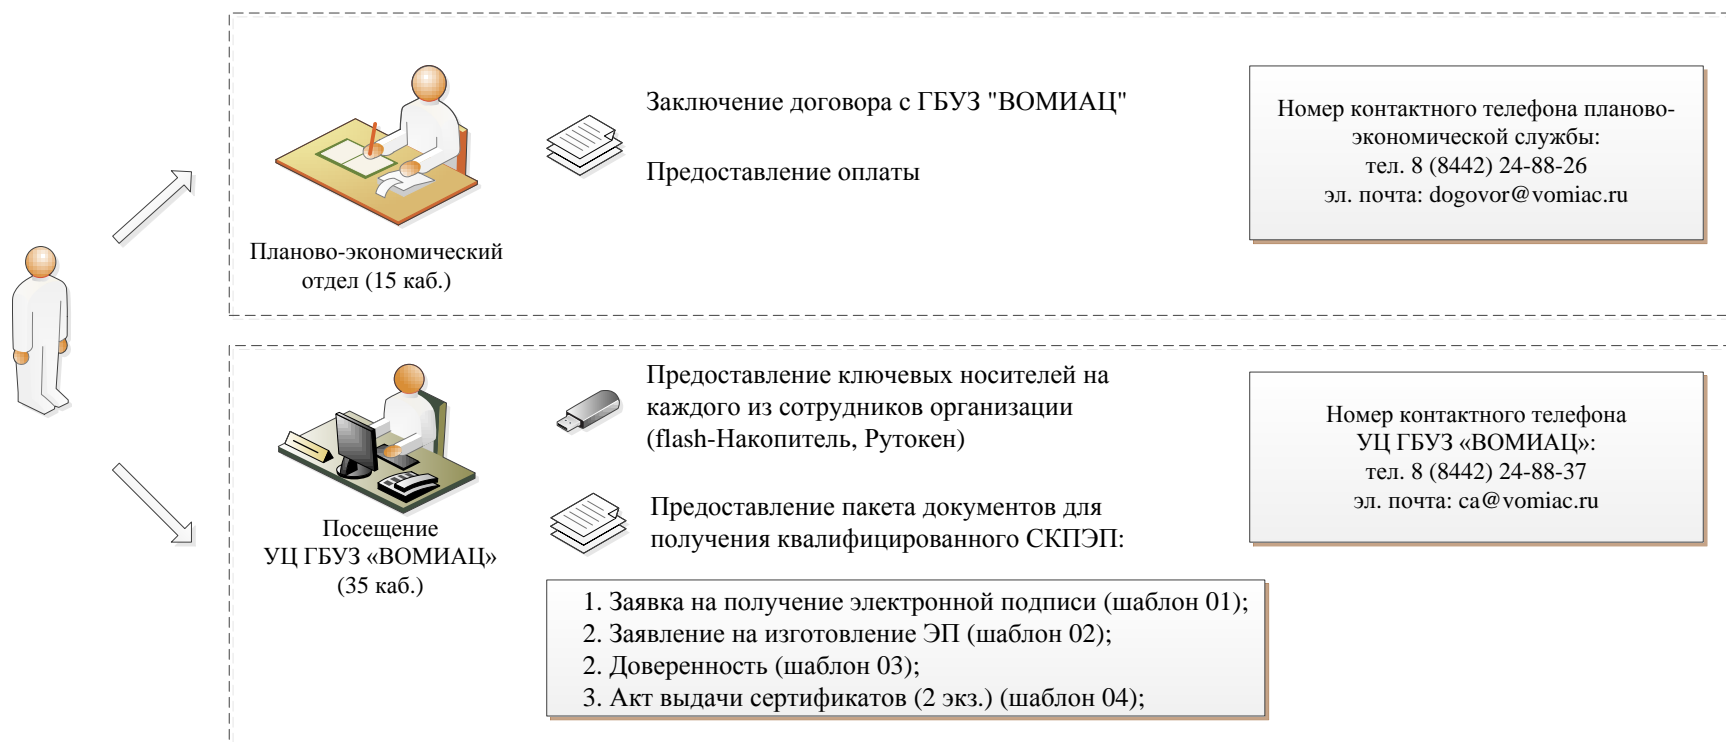 Заключение договора с ГБУЗ "ВОМИАЦ"
Предоставление оплаты
Номер контактного телефона планово-
экономической службы:
тел. 8 (8442) 24-88-26
эл. почта: dogovor@vomiac.ru
Планово-экономический
отдел (15 каб.)
Предоставление ключевых носителей на
каждого из сотрудников организации
(flash-Накопитель, Рутокен)
Номер контактного телефона
УЦ ГБУЗ «ВОМИАЦ»:
тел. 8 (8442) 24-88-37
эл. почта: ca@vomiac.ru
Посещение
УЦ ГБУЗ «ВОМИАЦ»
(35 каб.)
Предоставление пакета документов для
получения квалифицированного СКПЭП:
1. Заявка на получение электронной подписи (шаблон 01);
2. Заявление на изготовление ЭП (шаблон 02);
2. Доверенность (шаблон 03);
3. Акт выдачи сертификатов (2 экз.) (шаблон 04);